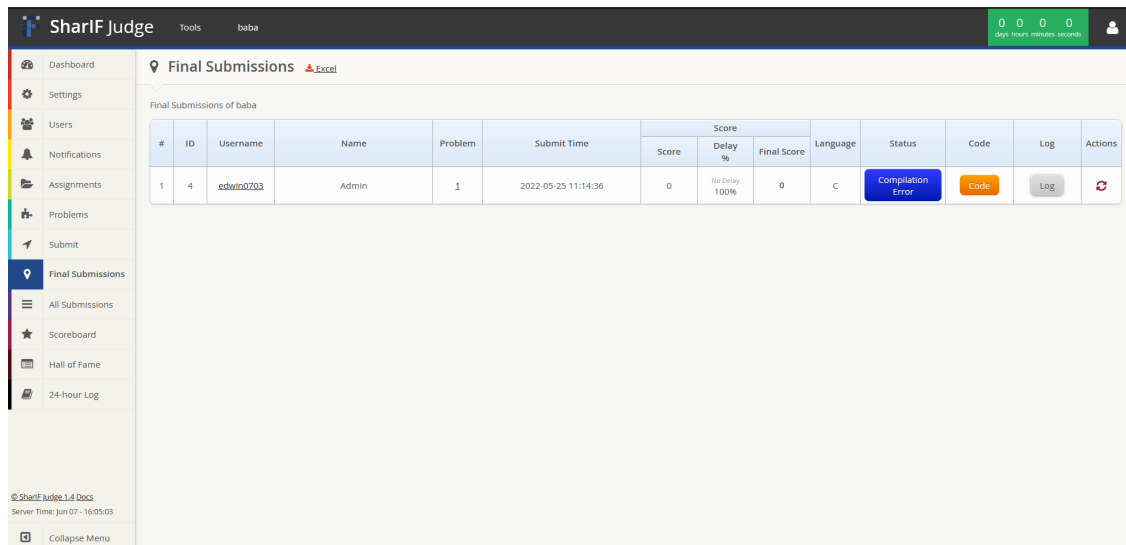 SharIF Judge
Tools
baba
0 0 0 0
days hours minutes seconds
Dashboard
Settings
Users
Notifications
Assignments
Problems
Submit
Final Submissions
All Submissions
Scoreboard
Hall of Fame
24-hour Log
© SharIF Judge 1.4 Docs
Server Time: Jun 07 - 16:05:03
Collapse Menu
Final Submissions Excel
Final Submissions of baba
# ID Username Name Problem Submit Time Score Language Status Code Log Actions
Score Delay % Final Score
1 4 edwin0703 Admin 1 2022-05-25 11:14:36 0 No Delay 100% 0 C Compilation Error Code Log